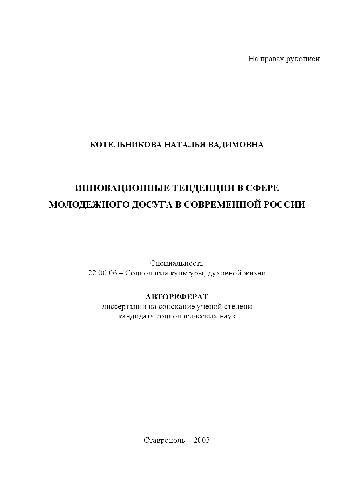 На правах рукописи
КОТЕЛЬНИКОВА НАТАЛЬЯ ВАДИМОВНА
ИННОВАЦИОННЫЕ ТЕНДЕНЦИИ В СФЕРЕ
МОЛОДЕЖНОГО ДОСУГА В СОВРЕМЕННОЙ РОССИИ
Специальность
22.00.06 – Социология культуры, духовной жизни
АВТОРЕФЕРАТ
диссертации на соискание ученой степени
кандидата социологических наук
Ставрополь – 2003